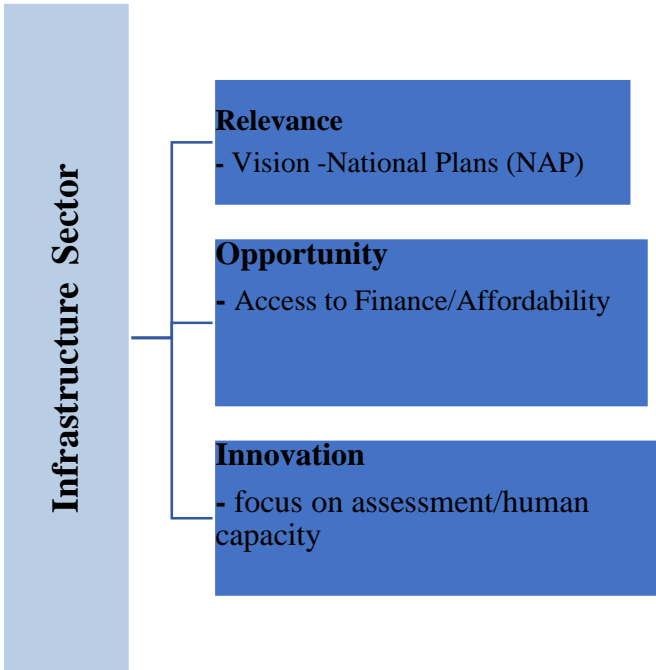 Infrastructure Sector
Relevance
- Vision -National Plans (NAP)
Opportunity
- Access to Finance/Affordability
Innovation
- focus on assessment/human
capacity